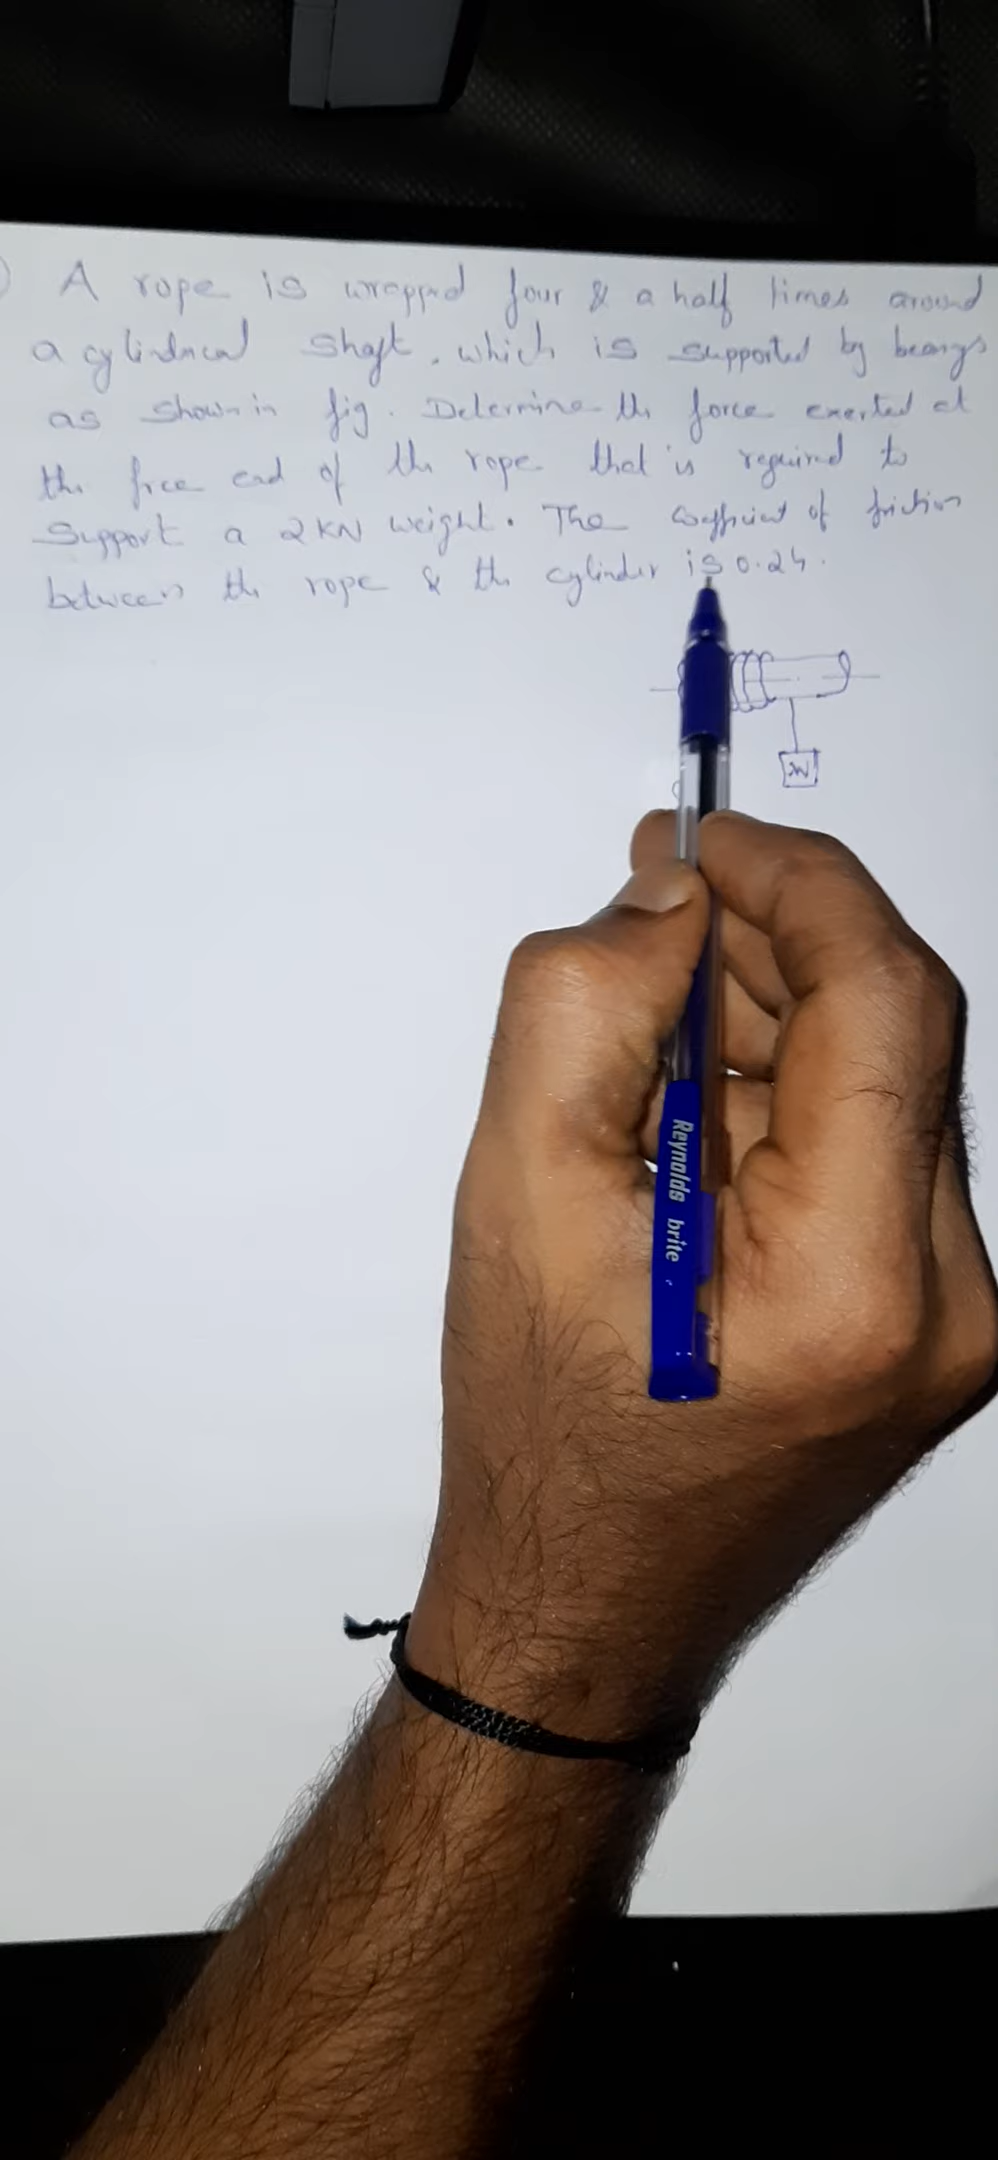 A rope is wrapped four & a half times around
a cylindrical shaft, which is supported by bearings
as shown in fig. Determine the force exerted at
the free end of the rope that is required to
support a 2KN weight. The coefficient of friction
between the rope & the cylinder is 0.24.
W
Reynolds brite